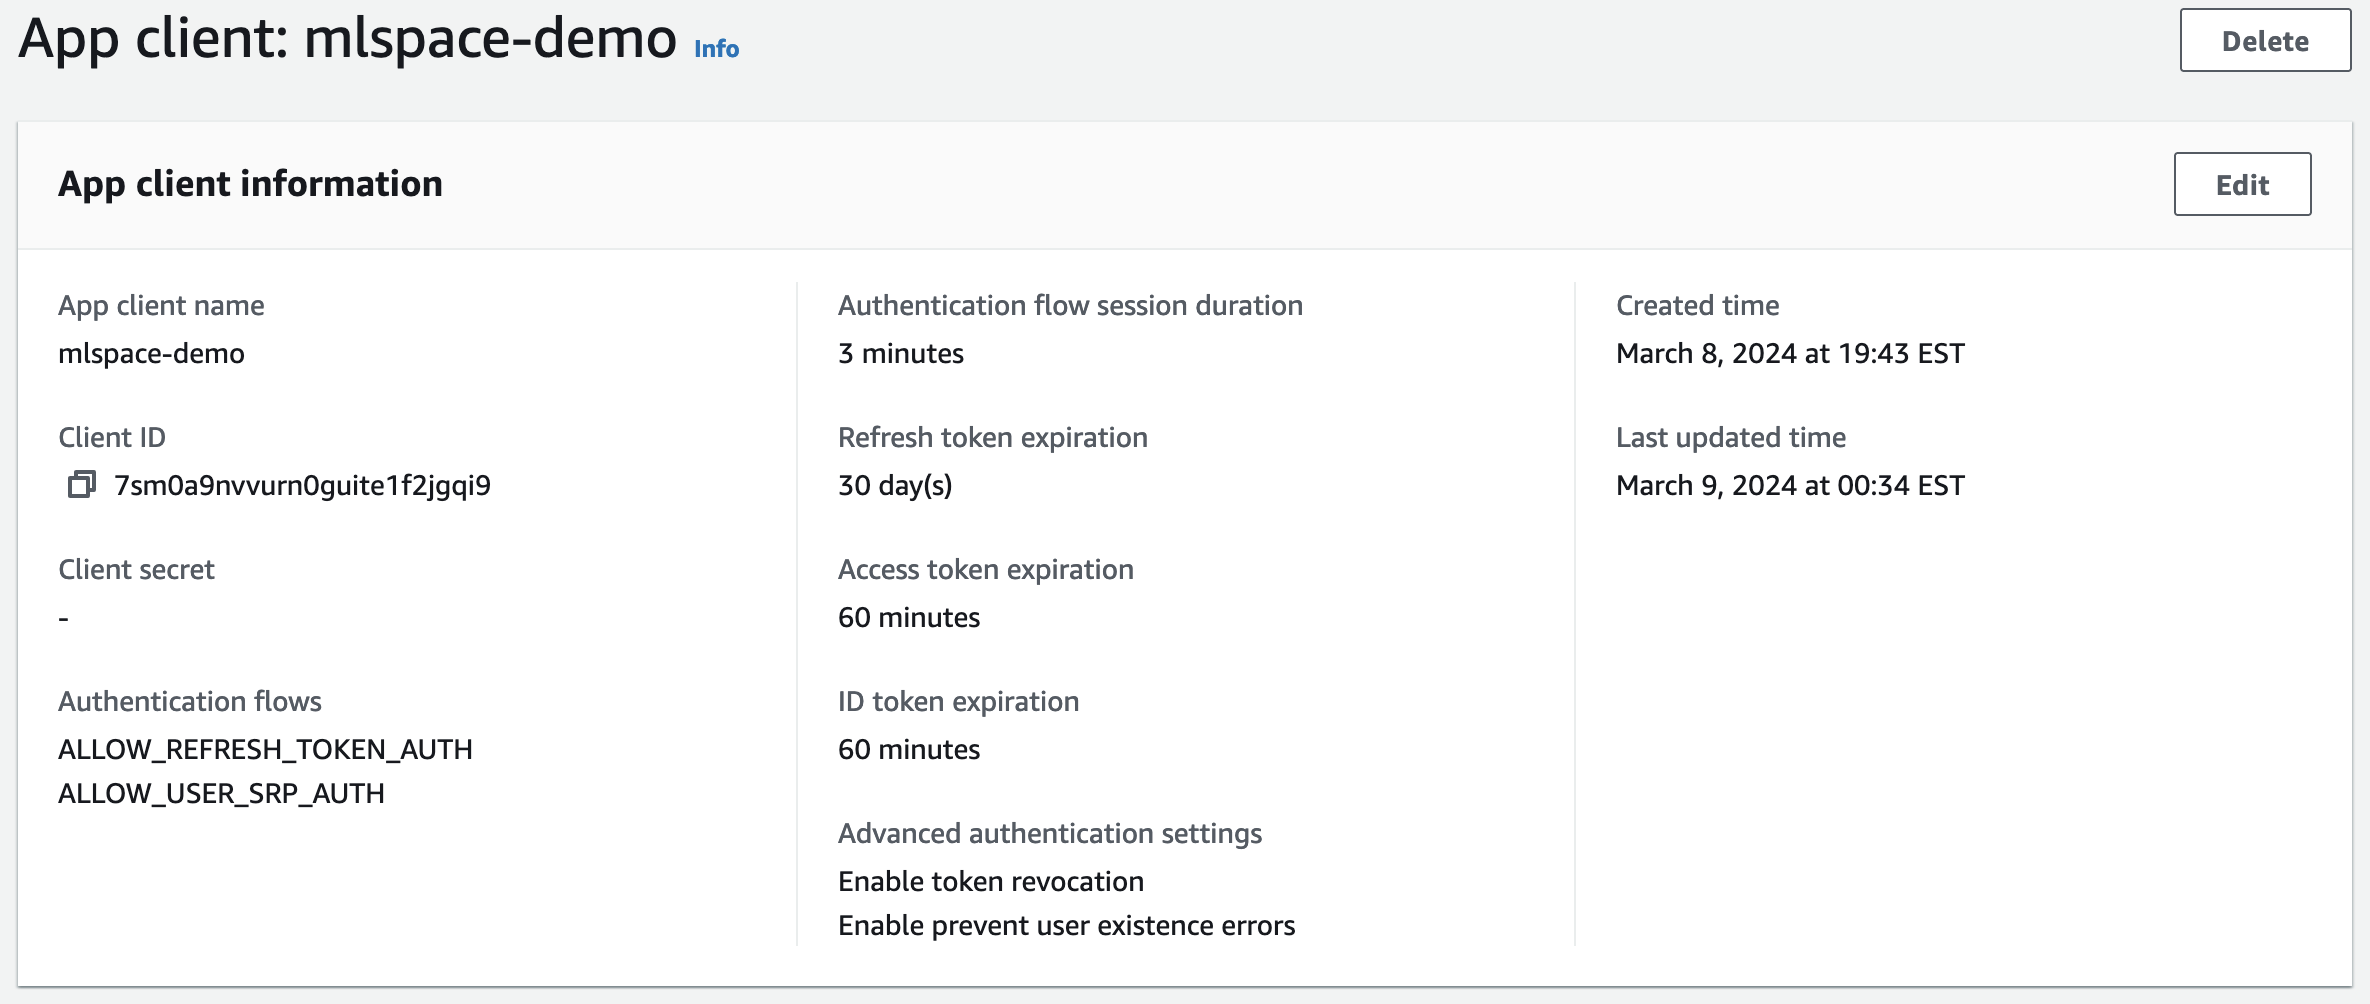 App client: mlspace-demo Info
Delete
App client information
Edit
App client name
mlspace-demo
Client ID
7sm0a9nvvurn0guite1f2jgqi9
Client secret
-
Authentication flows
ALLOW_REFRESH_TOKEN_AUTH
ALLOW_USER_SRP_AUTH
Authentication flow session duration
3 minutes
Refresh token expiration
30 day(s)
Access token expiration
60 minutes
ID token expiration
60 minutes
Advanced authentication settings
Enable token revocation
Enable prevent user existence errors
Created time
March 8, 2024 at 19:43 EST
Last updated time
March 9, 2024 at 00:34 EST